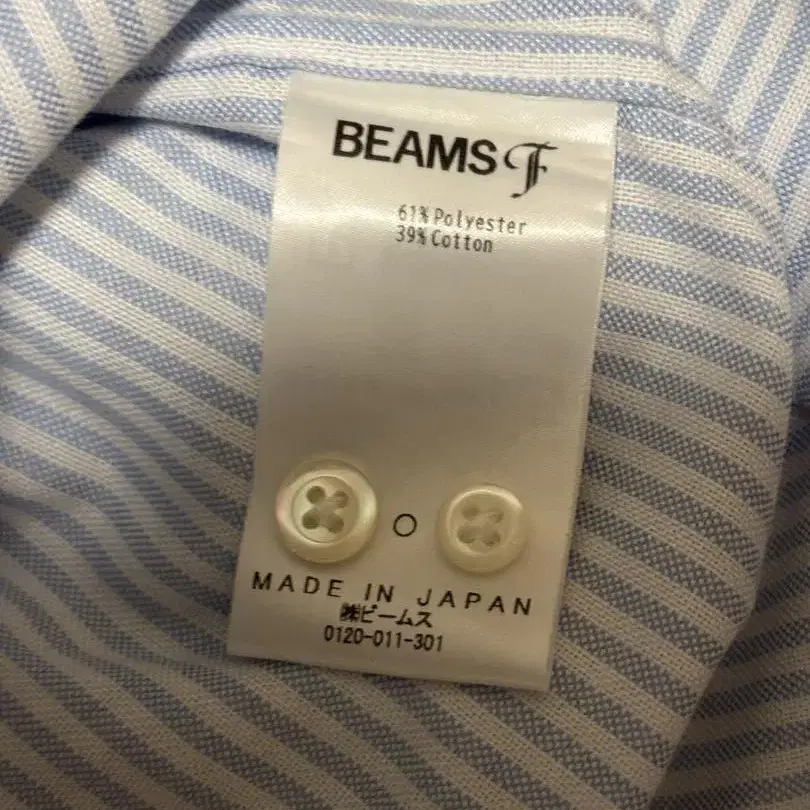 BEAMS F
61% Polyester
39% Cotton
MADE IN JAPAN
㈱ビームス
0120-011-301